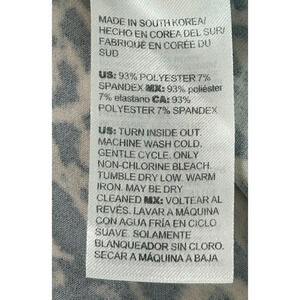 MADE IN SOUTH KOREA/
HECHO EN COREA DEL SUR/
FABRIQUÉ EN CORÉE DU
SUD
US: 93% POLYESTER 7%
SPANDEX MX: 93% poliéster
7% elastano CA: 93%
POLYESTER 7% SPANDEX
US: TURN INSIDE OUT.
MACHINE WASH COLD,
GENTLE CYCLE. ONLY
NON-CHLORINE BLEACH.
TUMBLE DRY LOW. WARM
IRON. MAY BE DRY
CLEANED MX: VOLTEAR AL
REVÉS. LAVAR A MÁQUINA
CON AGUA FRÍA EN CICLO
SUAVE. SOLAMENTE
BLANQUEADOR SIN CLORO.
SECAR A MÁQUINA A BAJA